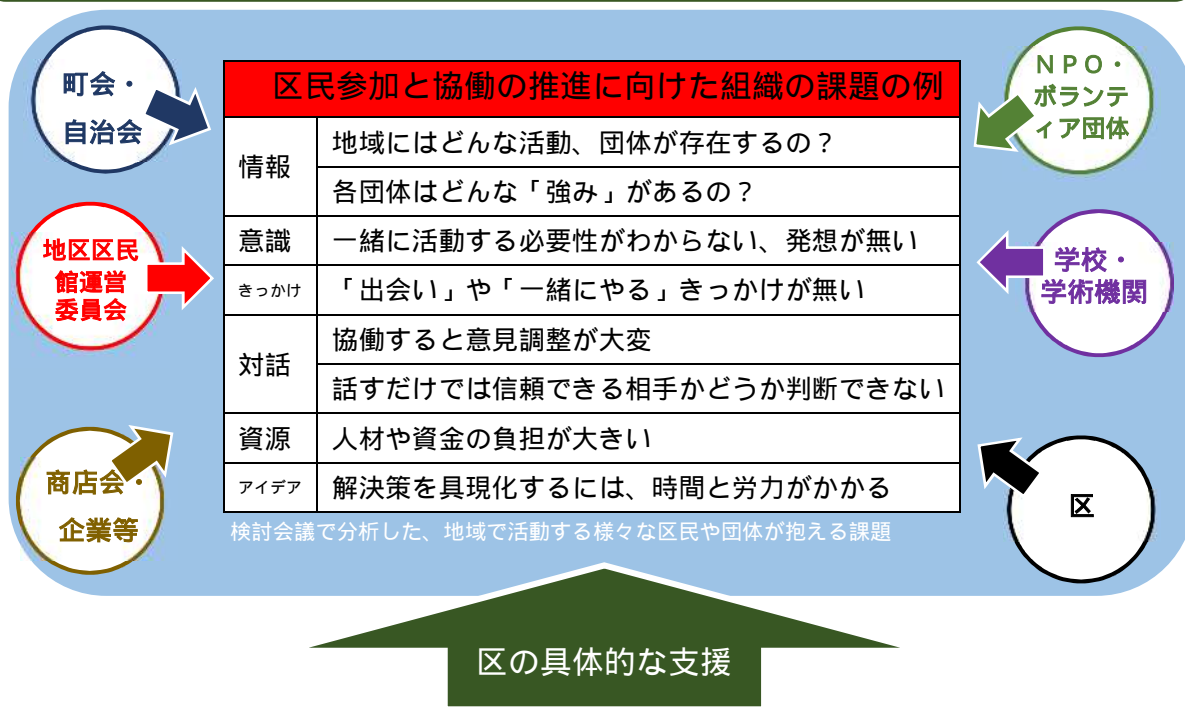 町会・
自治会
地区区民
館運営
委員会
商店会・
企業等
区民参加と協働の推進に向けた組織の課題の例
情報
地域にはどんな活動、団体が存在するの？
各団体はどんな「強み」があるの？
意識
一緒に活動する必要性がわからない、発想が無い
きっかけ
「出会い」や「一緒にやる」きっかけが無い
対話
協働すると意見調整が大変
話すだけでは信頼できる相手かどうか判断できない
資源
人材や資金の負担が大きい
アイデア
解決策を具現化するには、時間と労力がかかる
検討会議で分析した、地域で活動する様々な区民や団体が抱える課題
ＮＰＯ・
ボランテ
ィア団体
学校・
学術機関
区
区の具体的な支援